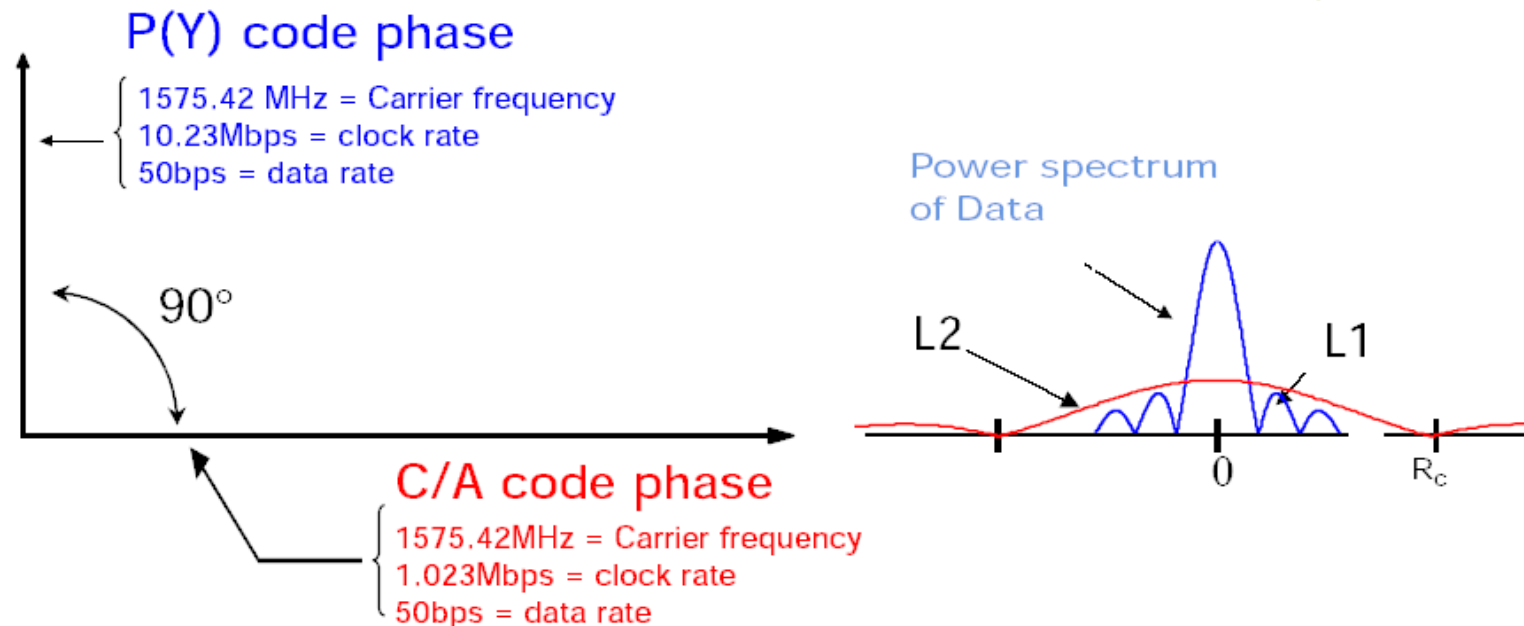 P(Y) code phase
1575.42 MHz = Carrier frequency
10.23Mbps = clock rate
50bps = data rate
90°
C/A code phase
1575.42MHz = Carrier frequency
1.023Mbps = clock rate
50bps = data rate
Power spectrum
of Data
L2
L1
0
Rc